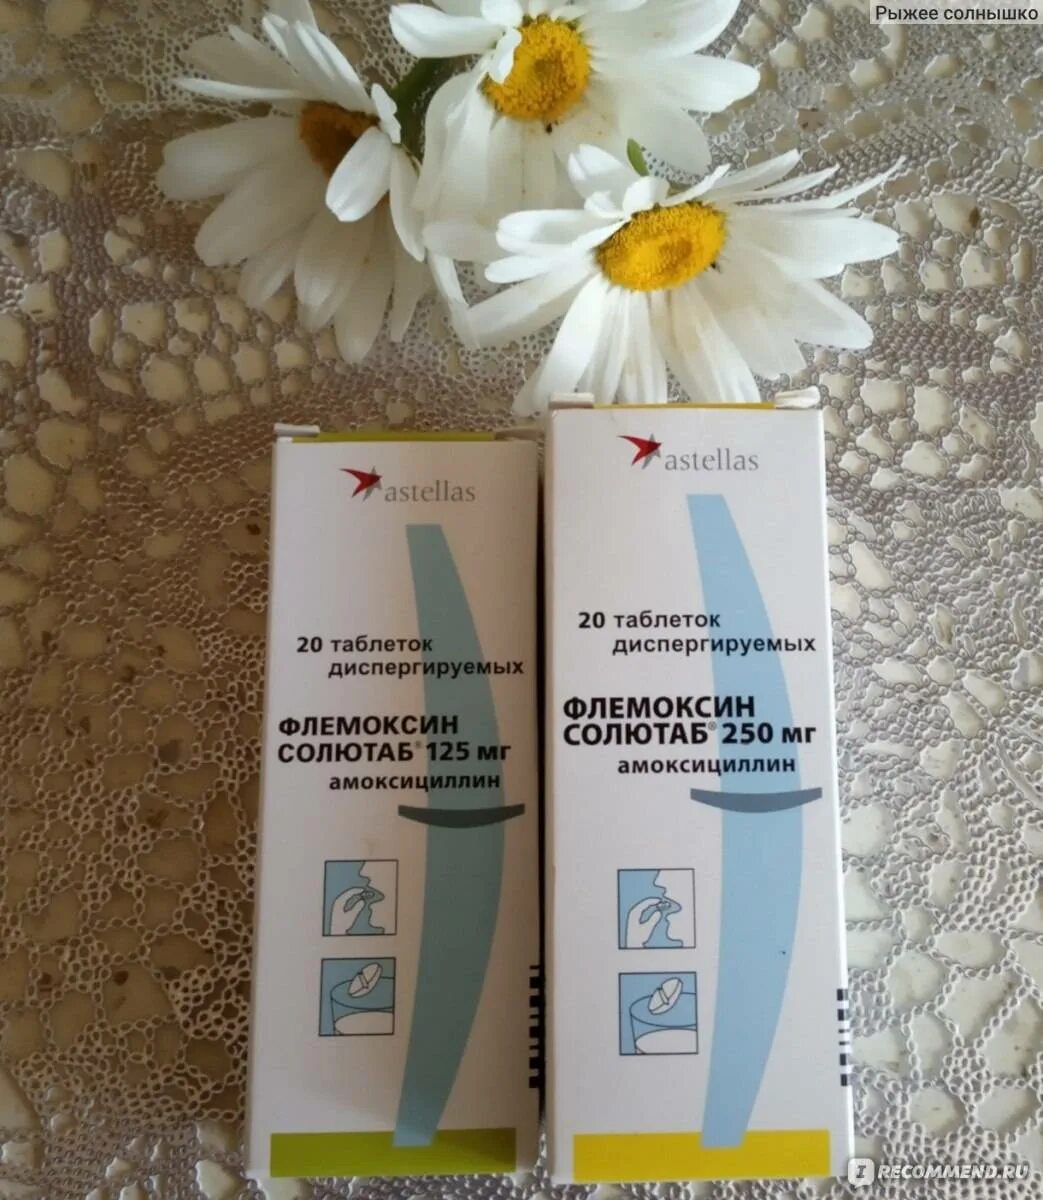 Рыжее солнышко
astellas
20 таблеток
диспергируемых
ФЛЕМОКСИН
СОЛЮТАБ® 125 мг
амоксициллин
astellas
20 таблеток
диспергируемых
ФЛЕМОКСИН
СОЛЮТАБ® 250 мг
амоксициллин
I RECOMMEND.RU